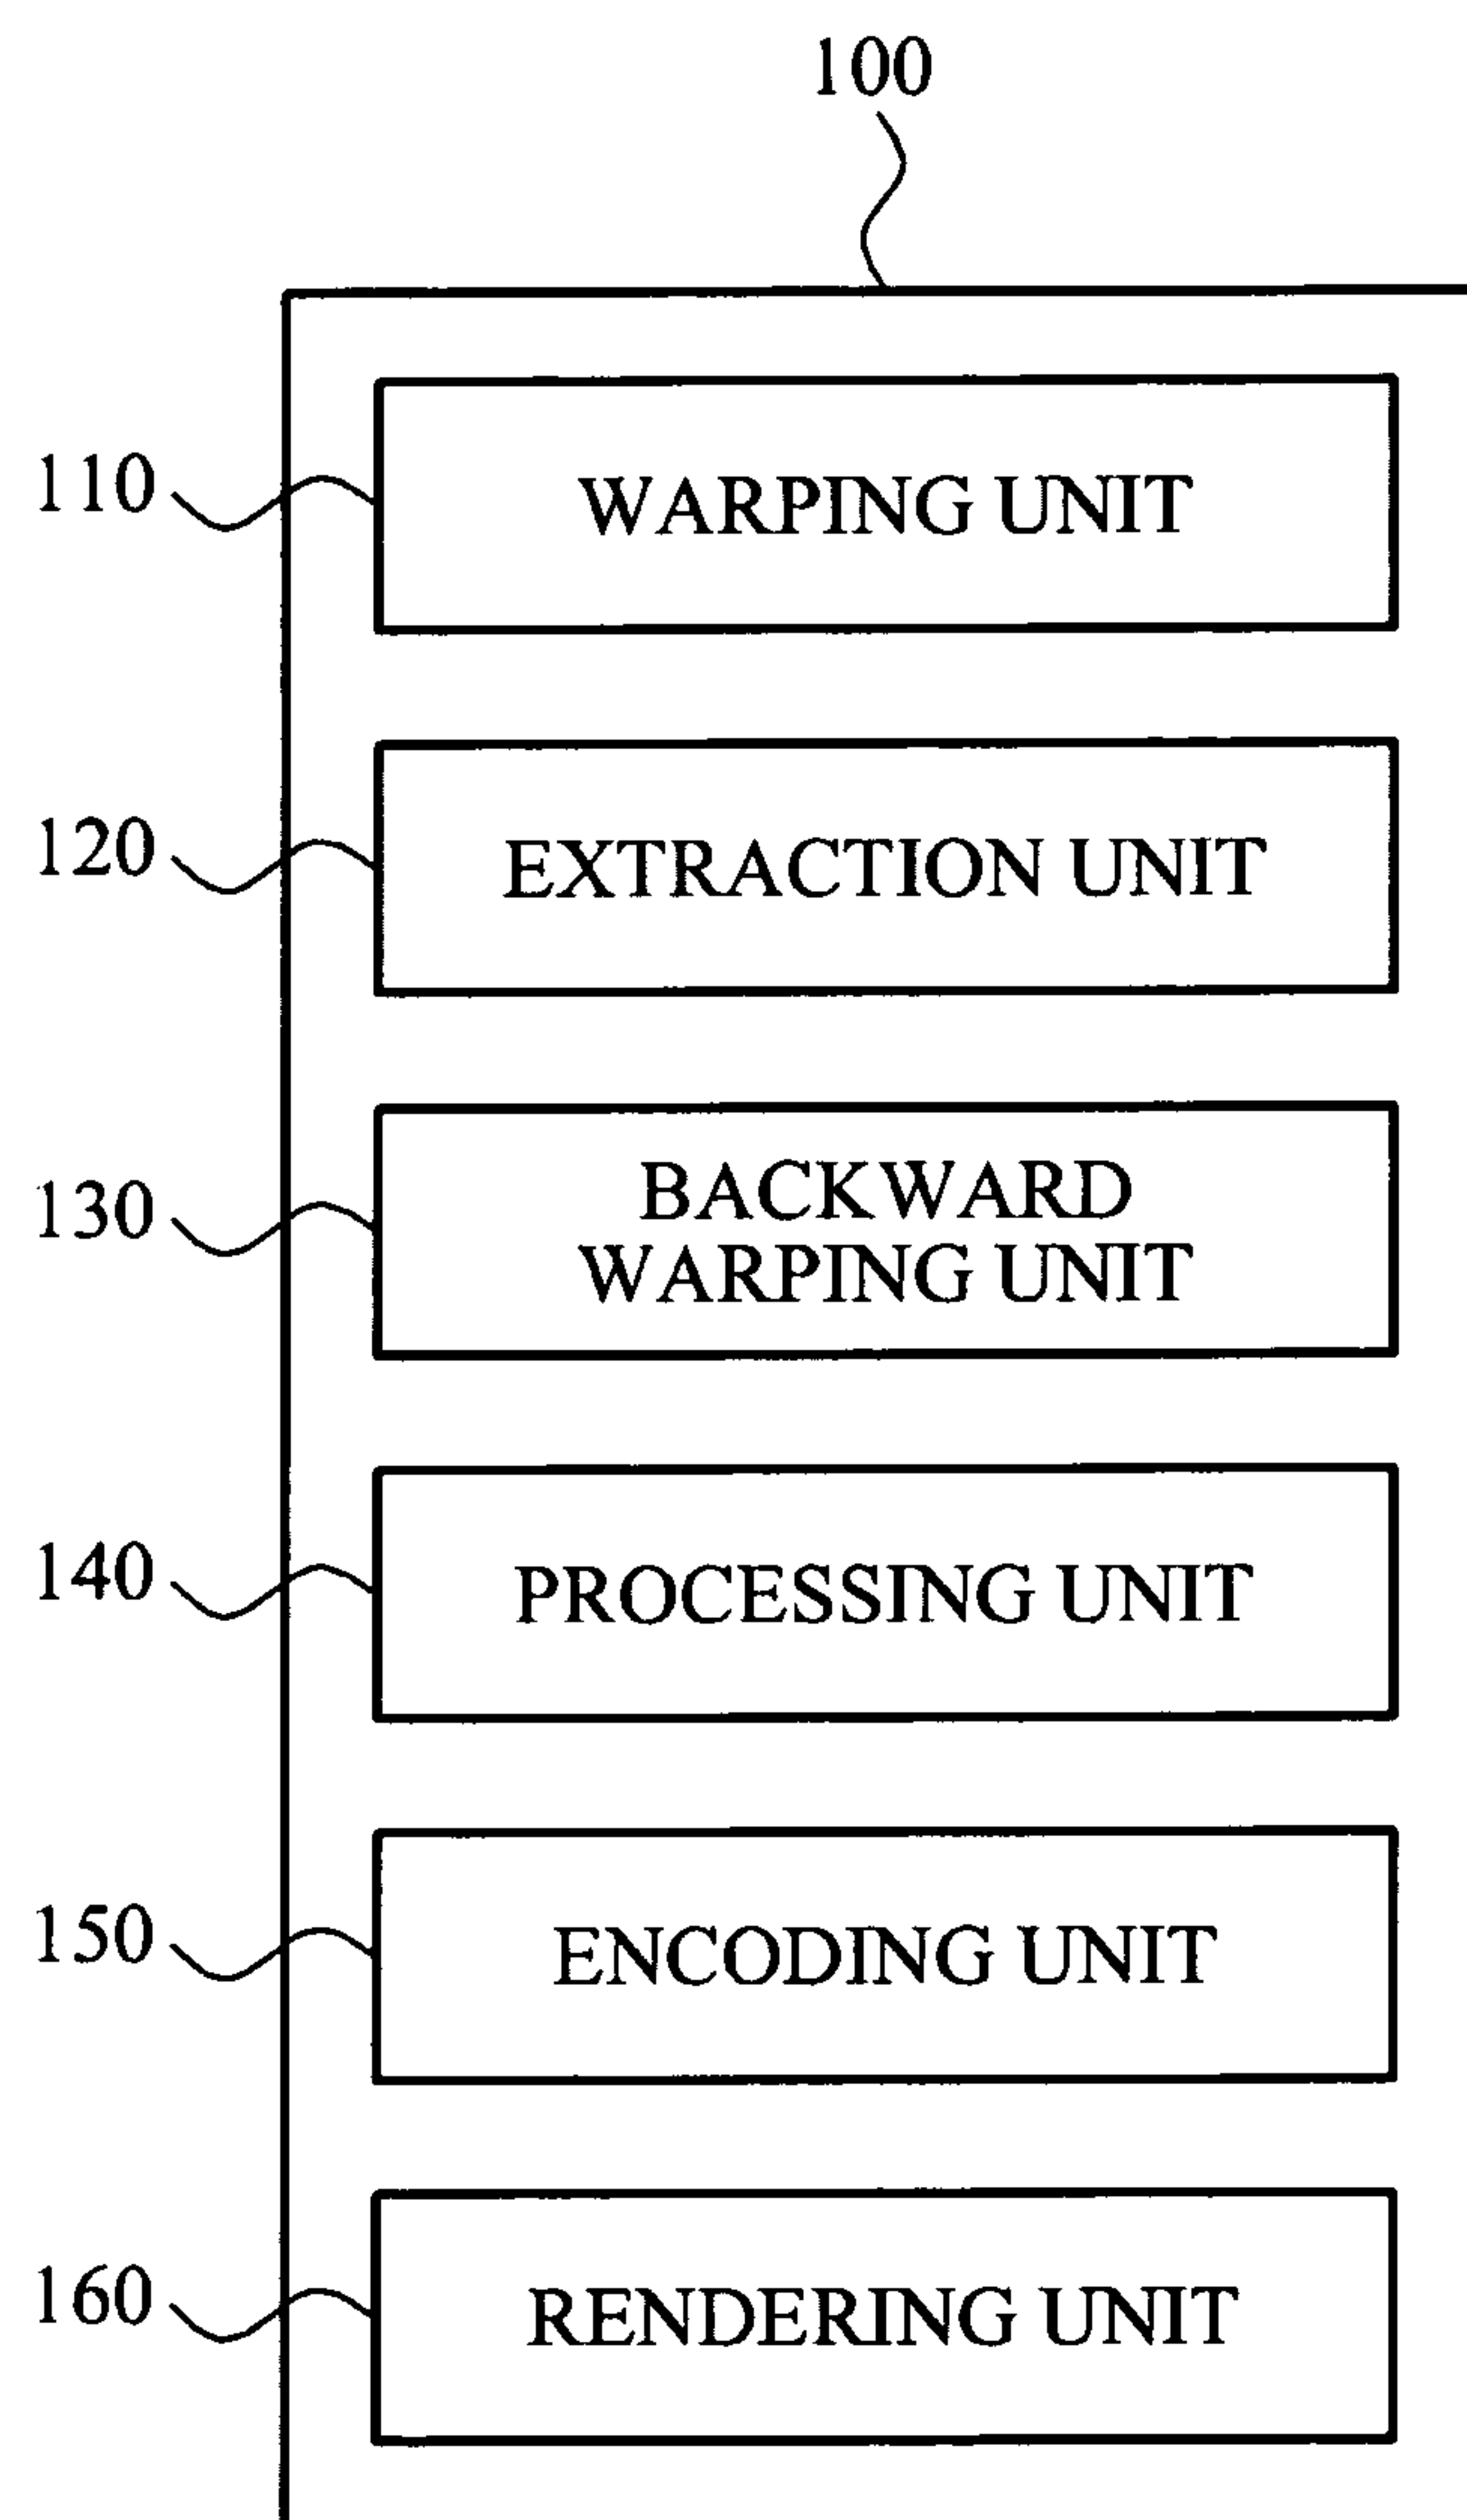 100
110
WARPING UNIT
120
EXTRACTION UNIT
130
BACKWARD
WARPING UNIT
140
PROCESSING UNIT
150
ENCODING UNIT
160
RENDERING UNIT